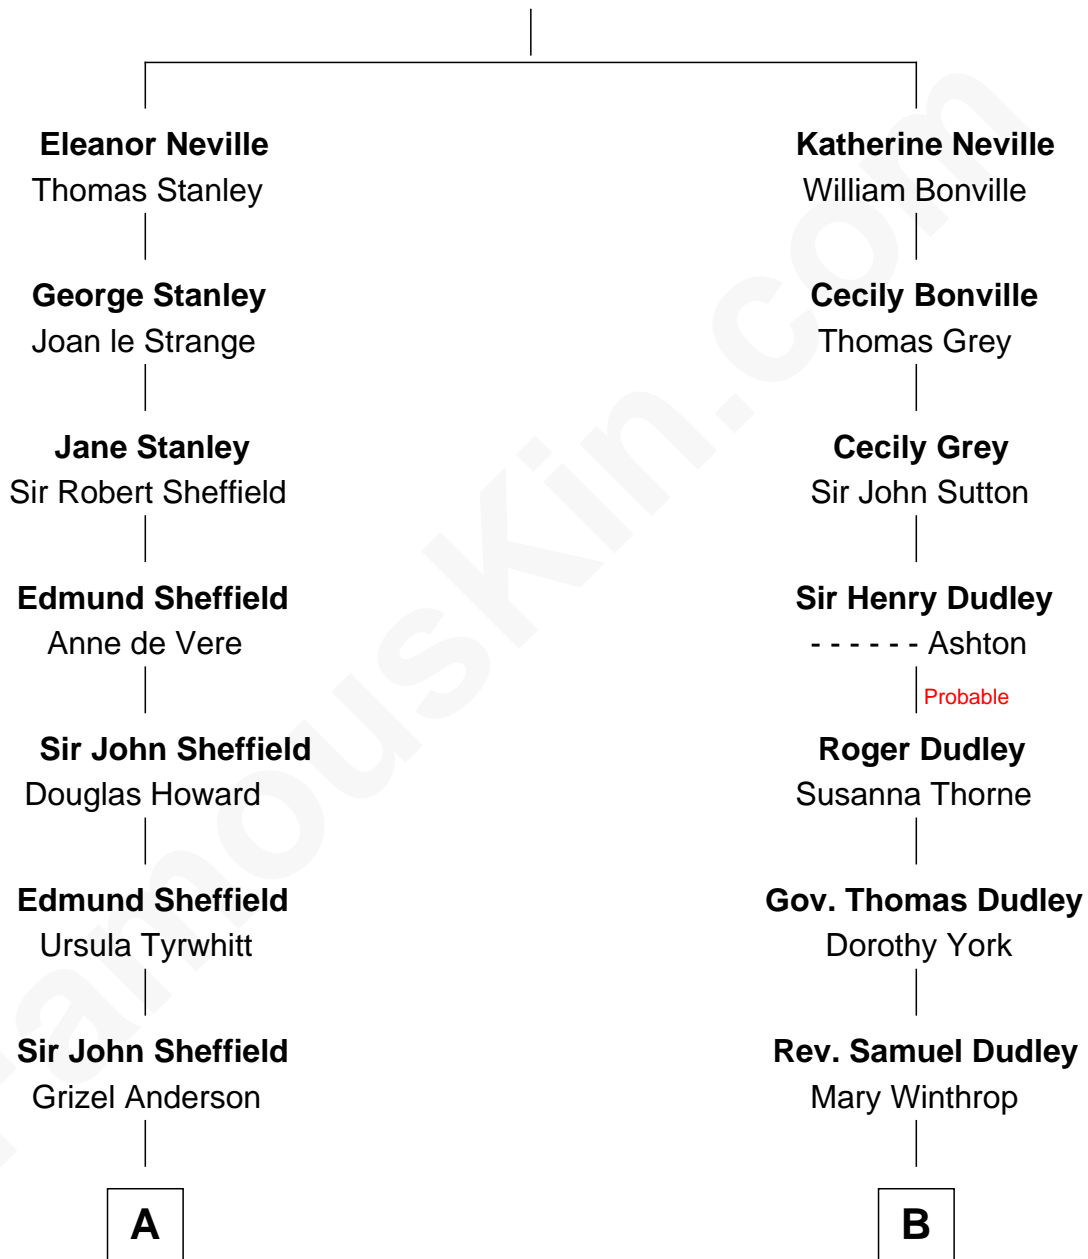 Eleanor Neville
Thomas Stanley
George Stanley
Joan le Strange
Jane Stanley
Sir Robert Sheffield
Edmund Sheffield
Anne de Vere
Sir John Sheffield
Douglas Howard
Edmund Sheffield
Ursula Tyrwhitt
Sir John Sheffield
Grizel Anderson
A
Katherine Neville
William Bonville
Cecily Bonville
Thomas Grey
Cecily Grey
Sir John Sutton
Sir Henry Dudley
- - - - - - Ashton
Probable
Roger Dudley
Susanna Thorne
Gov. Thomas Dudley
Dorothy York
Rev. Samuel Dudley
Mary Winthrop
B
FamousKin.com